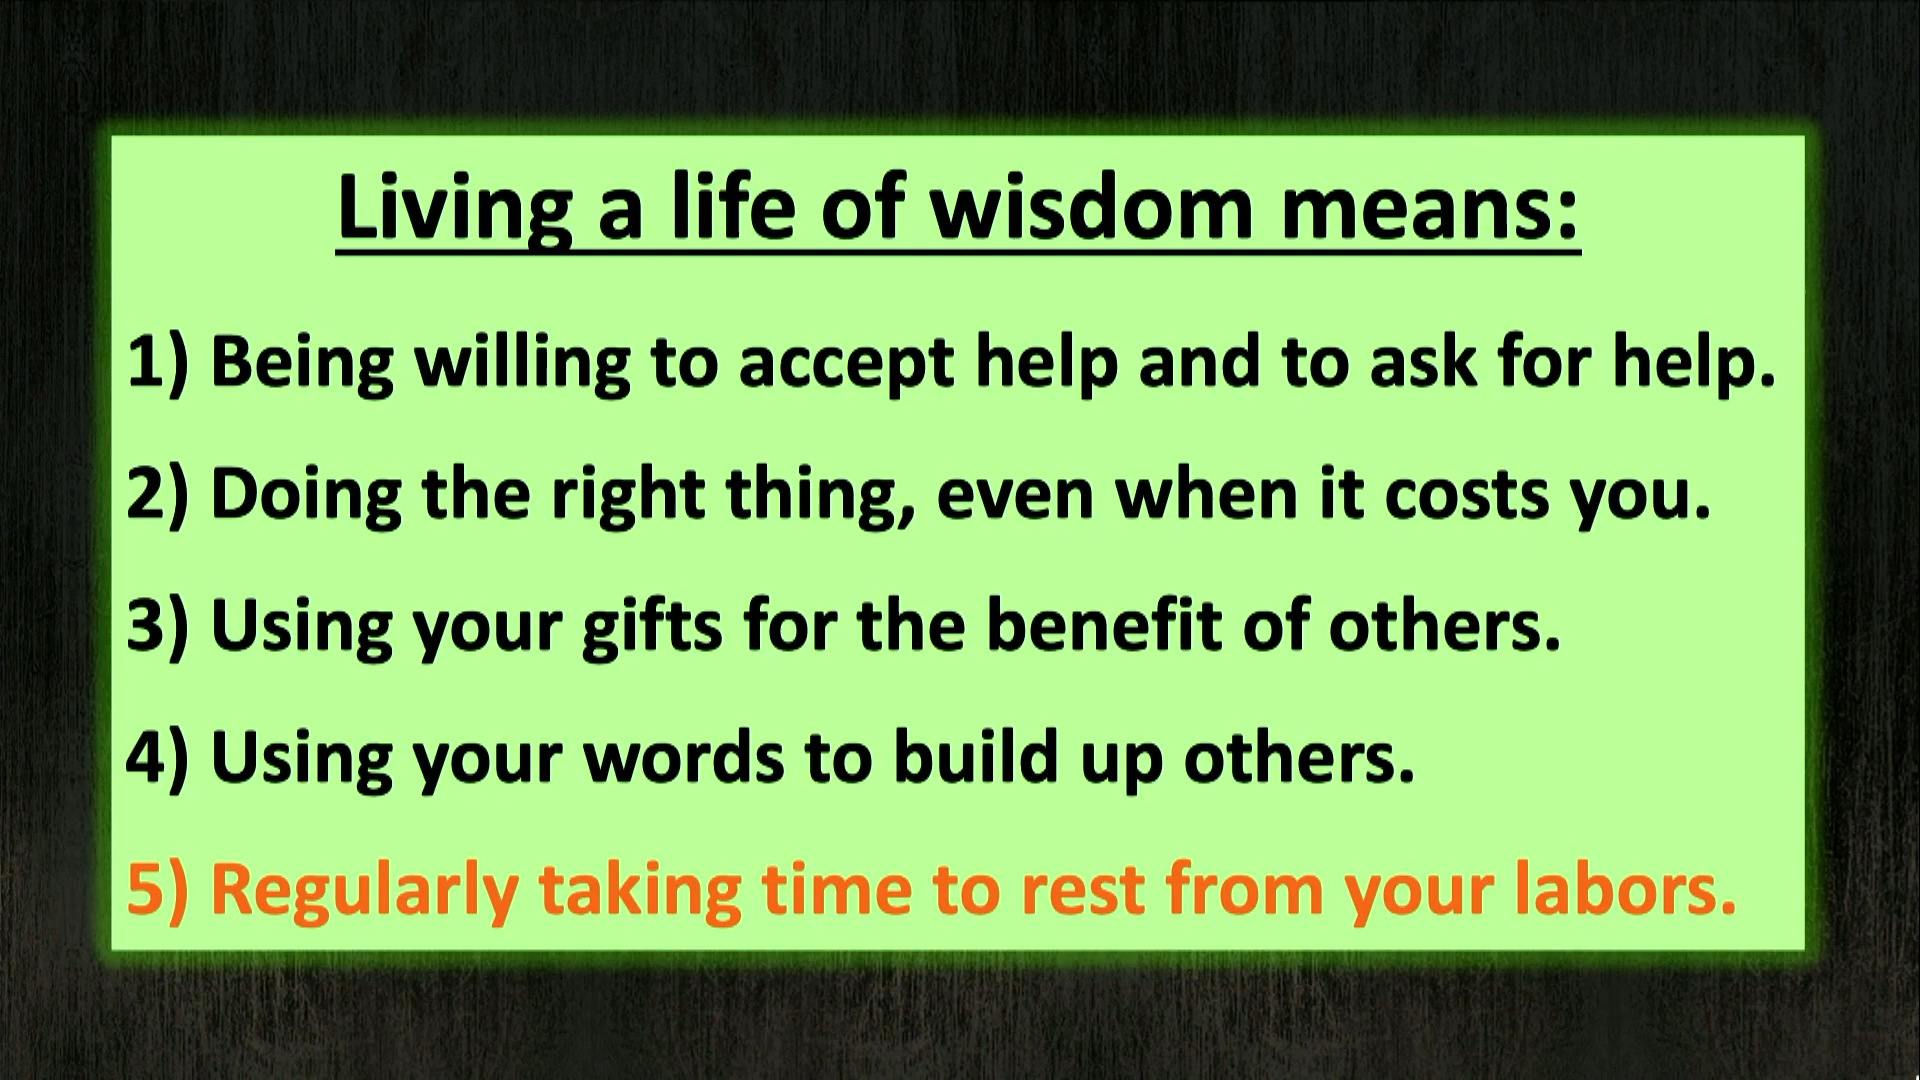 Living a life of wisdom means:
1) Being willing to accept help and to ask for help.
2) Doing the right thing, even when it costs you.
3) Using your gifts for the benefit of others.
4) Using your words to build up others.
5) Regularly taking time to rest from your labors.